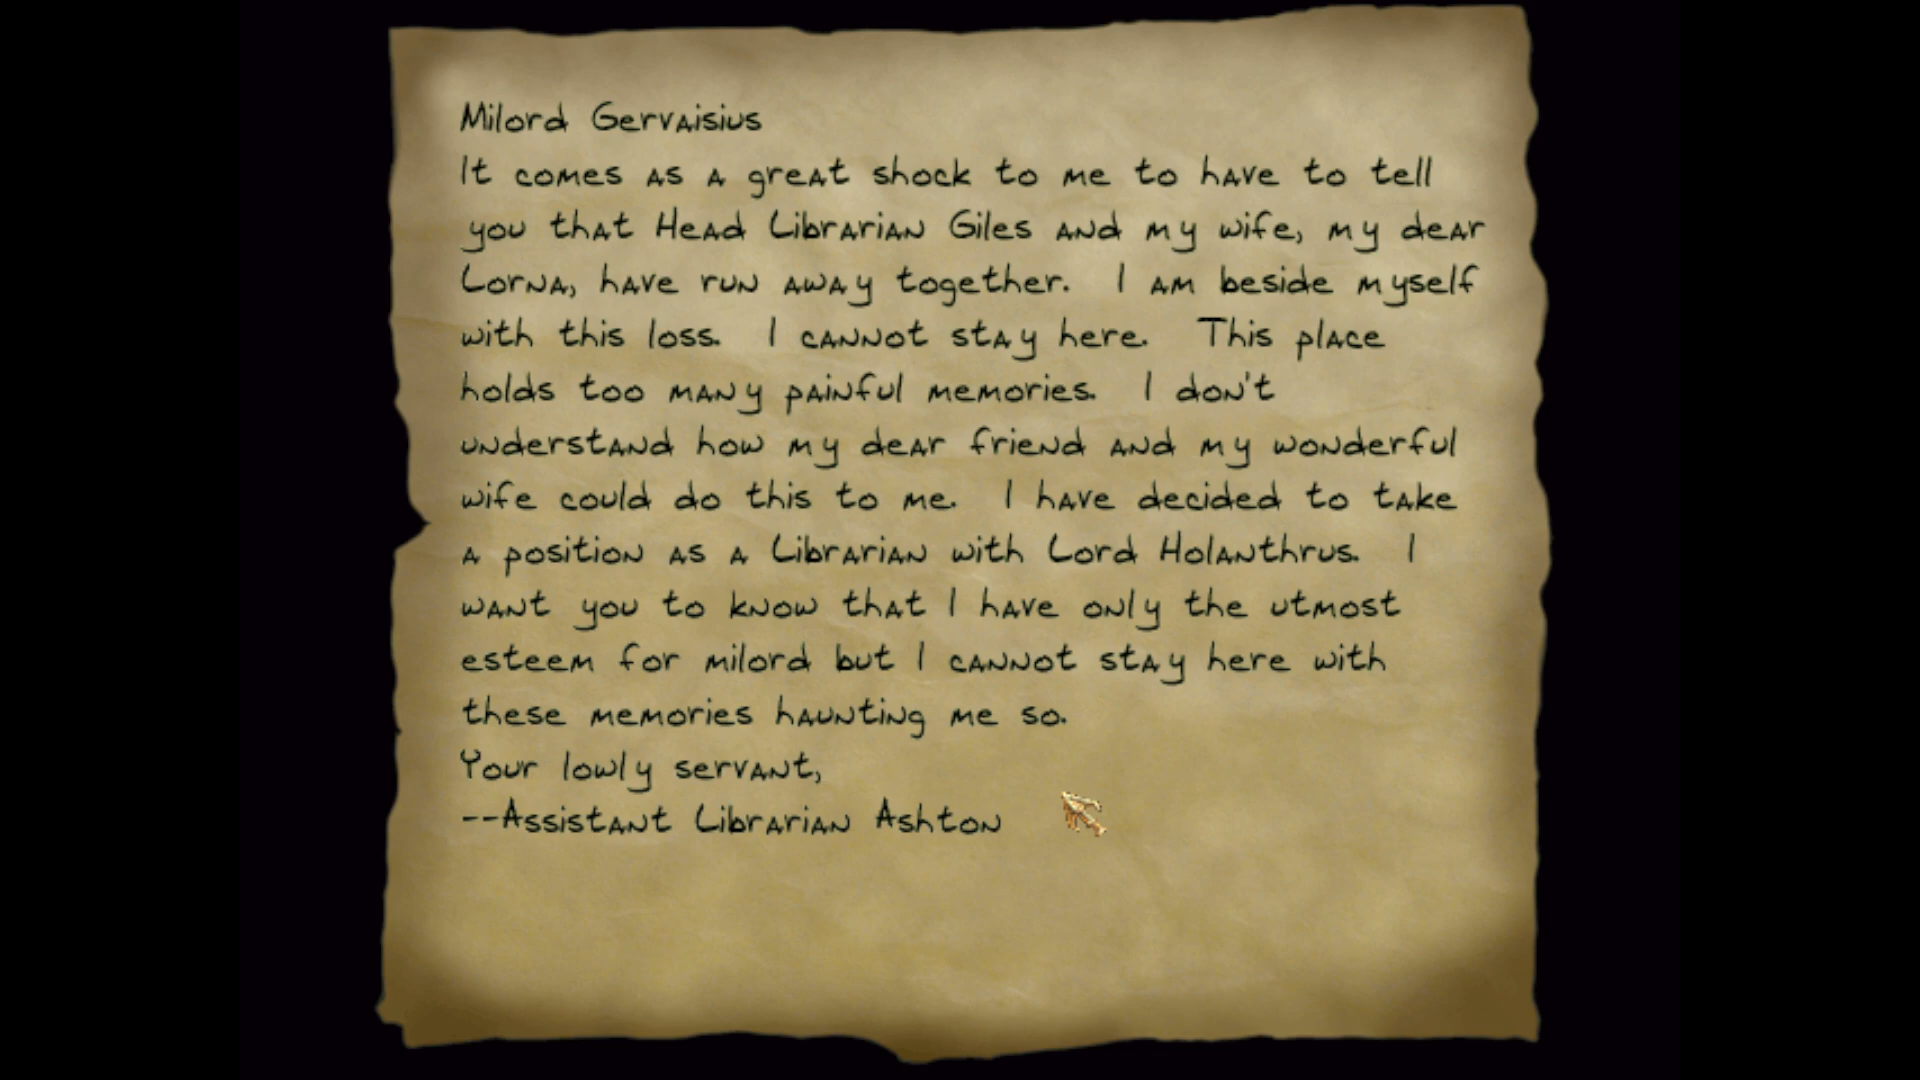 Milord Gervaisius
It comes as a great shock to me to have to tell
you that Head Librarian Giles and my wife, my dear
Lorna, have run away together.  I am beside myself
with this loss.  I cannot stay here.  This place
holds too many painful memories.  I don't
understand how my dear friend and my wonderful
wife could do this to me.  I have decided to take
a position as a Librarian with Lord Holanthrus.  I
want you to know that I have only the utmost
esteem for milord but I cannot stay here with
these memories haunting me so.
Your lowly servant,
--Assistant Librarian Ashton